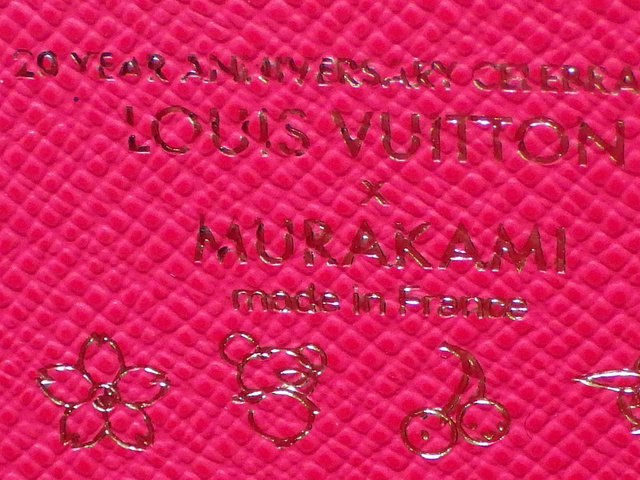 20 YEAR ANNIVERSARY CELEBRA
LOUIS VUITTON
x
MURAKAMI
made in France